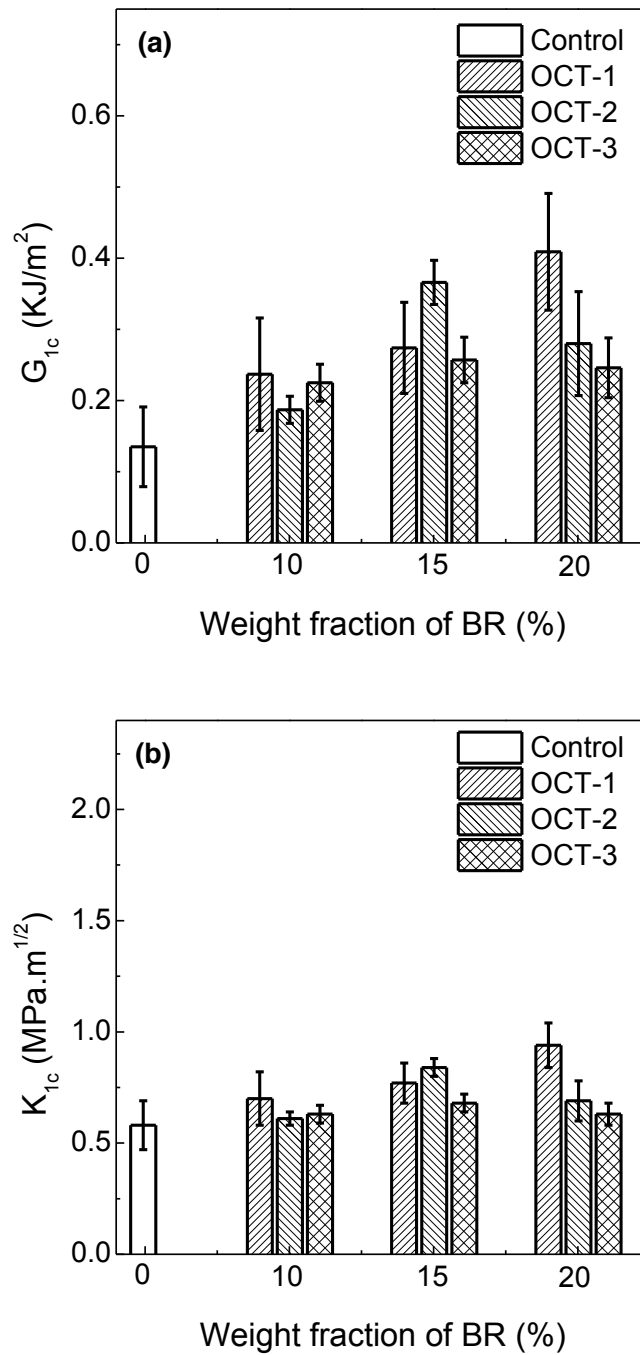 (a)
Control
OCT-1
OCT-2
OCT-3
0.6
0.4
0.2
0.0
G1c (KJ/m²)
0 10 15 20
Weight fraction of BR (%)
(b)
Control
OCT-1
OCT-2
OCT-3
2.0
1.5
1.0
0.5
0.0
K1c (MPa.m1/2)
0 10 15 20
Weight fraction of BR (%)